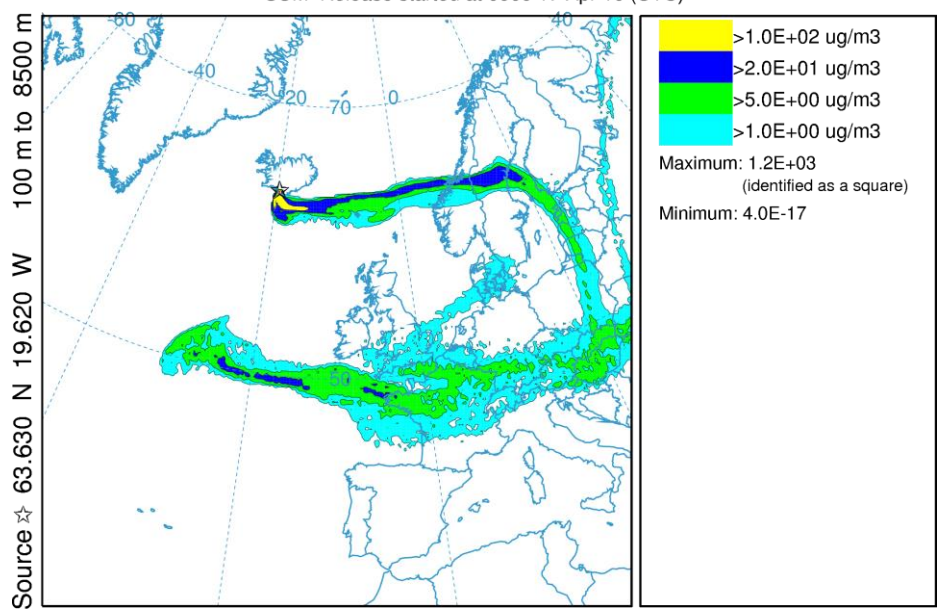 >1.0E+02 ug/m3
>2.0E+01 ug/m3
>5.0E+00 ug/m3
>1.0E+00 ug/m3
Maximum: 1.2E+03
(identified as a square)
Minimum: 4.0E-17
Source ☆ 63.630 N 19.620 W 100 m to 8500 m
-60
-40
-20
70
0
40
50